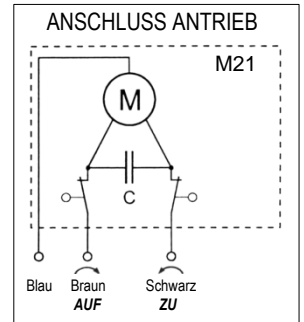 ANSCHLUSS ANTRIEB
M21
M
C
Blau Braun Schwarz
AUF ZU